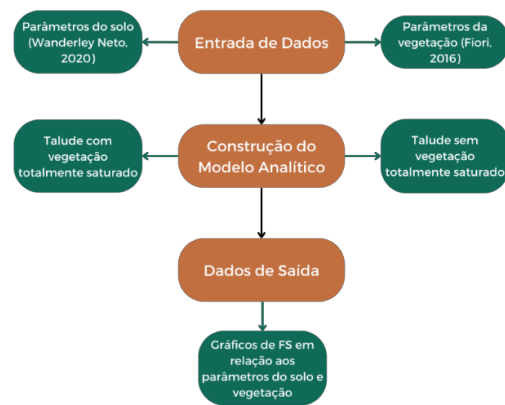 Parâmetros do solo
(Wanderley Neto,
2020)
Entrada de Dados
Parâmetros da
vegetação (Fiori,
2016)
Talude com
vegetação
totalmente saturado
Construção do
Modelo Analítico
Talude sem
vegetação
totalmente saturado
Dados de Saída
Gráficos de FS em
relação aos
parâmetros do solo e
vegetação